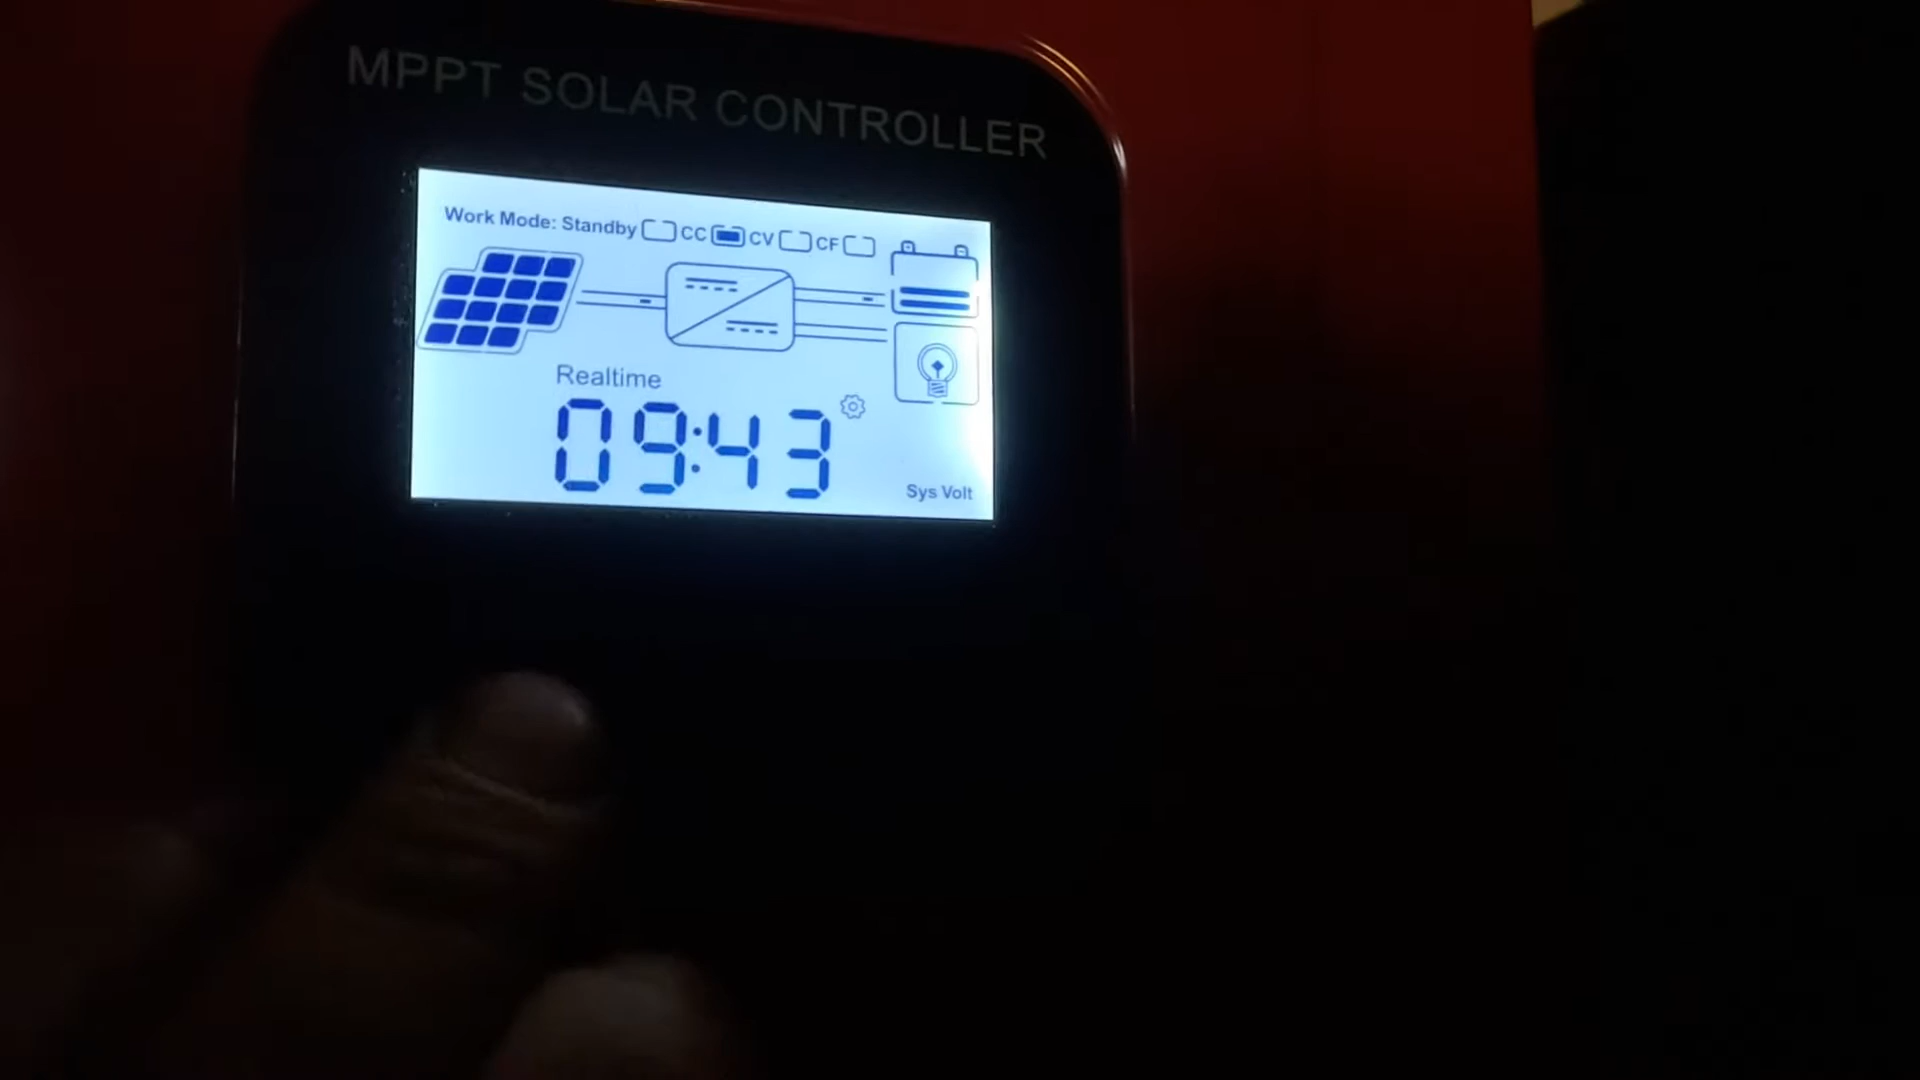 MPPT SOLAR CONTROLLER
Work Mode: Standby CC CV CF
Realtime
09:43
Sys Volt